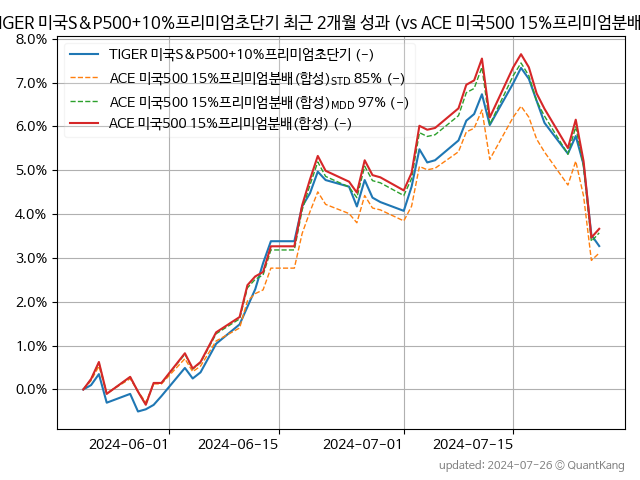 IGER 미국S&P500+10%프리미엄초단기 최근 2개월 성과 (vs ACE 미국500 15%프리미엄분배
8.0%
7.0%
6.0%
5.0%
4.0%
3.0%
2.0%
1.0%
0.0%
TIGER 미국S&P500+10%프리미엄초단기 (-)
ACE 미국500 15%프리미엄분배(합성)STD 85% (-)
ACE 미국500 15%프리미엄분배(합성)MDD 97% (-)
ACE 미국500 15%프리미엄분배(합성) (-)
2024-06-01 2024-06-15 2024-07-01 2024-07-15
updated: 2024-07-26 © QuantKang